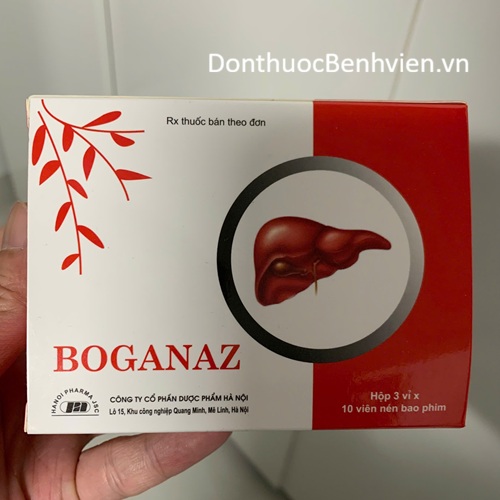 DonthuocBenhvien.vn
Rx thuốc bán theo đơn
BOGANAZ
HANOI PHARMA JSC
CÔNG TY CỔ PHẦN DƯỢC PHẨM HÀ NỘI
Lô 15, Khu công nghiệp Quang Minh, Mê Linh, Hà Nội
Hộp 3 vỉ x
10 viên nén bao phim